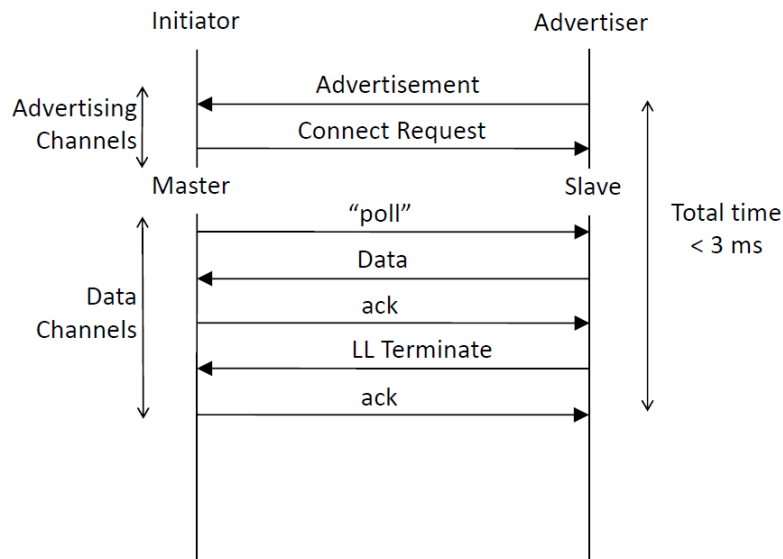 Initiator
Advertiser
Advertisement
Advertising
Channels
Connect Request
Master
Slave
“poll”
Total time
< 3 ms
Data
Data
Channels
ack
LL Terminate
ack